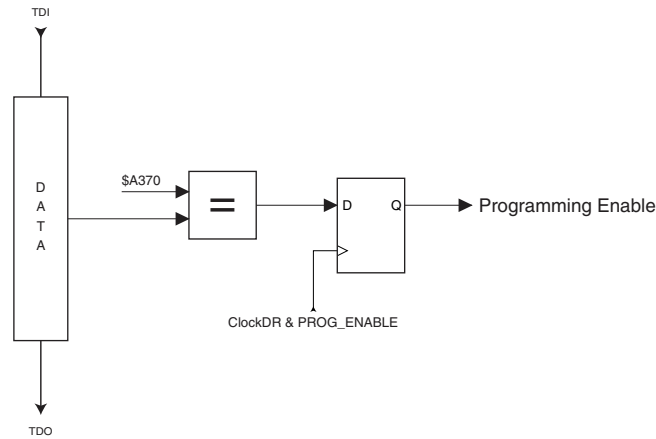 TDI
D
A
T
A
$A370
=
D
Q
Programming Enable
ClockDR & PROG_ENABLE
TDO